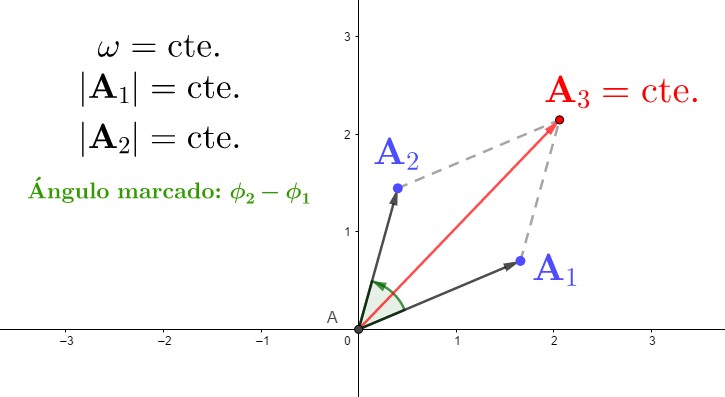 ω = cte.
|A₁| = cte.
|A₂| = cte.
Ángulo marcado: ϕ₂ − ϕ₁
A₃ = cte.
A₂
A₁
A
3
2
1
−3 −2 −1 0 1 2 3